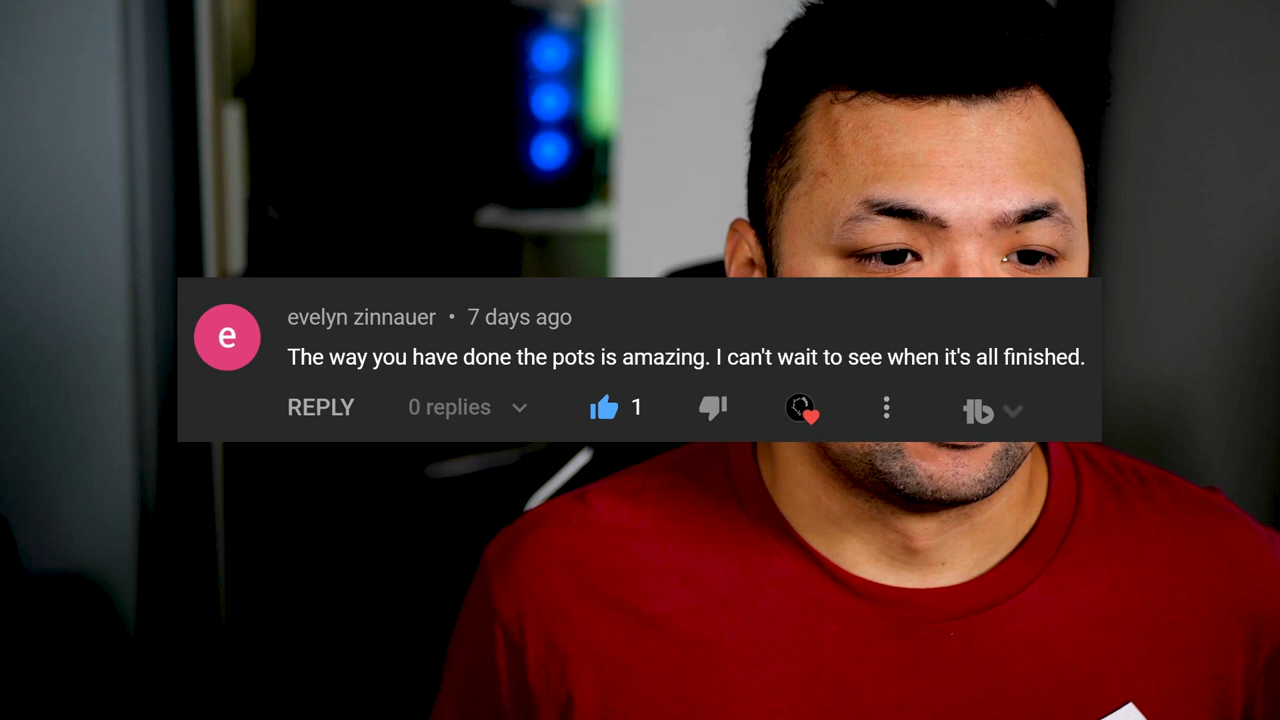 e
evelyn zinnauer • 7 days ago
The way you have done the pots is amazing. I can't wait to see when it's all finished.
REPLY 0 replies 1
tb